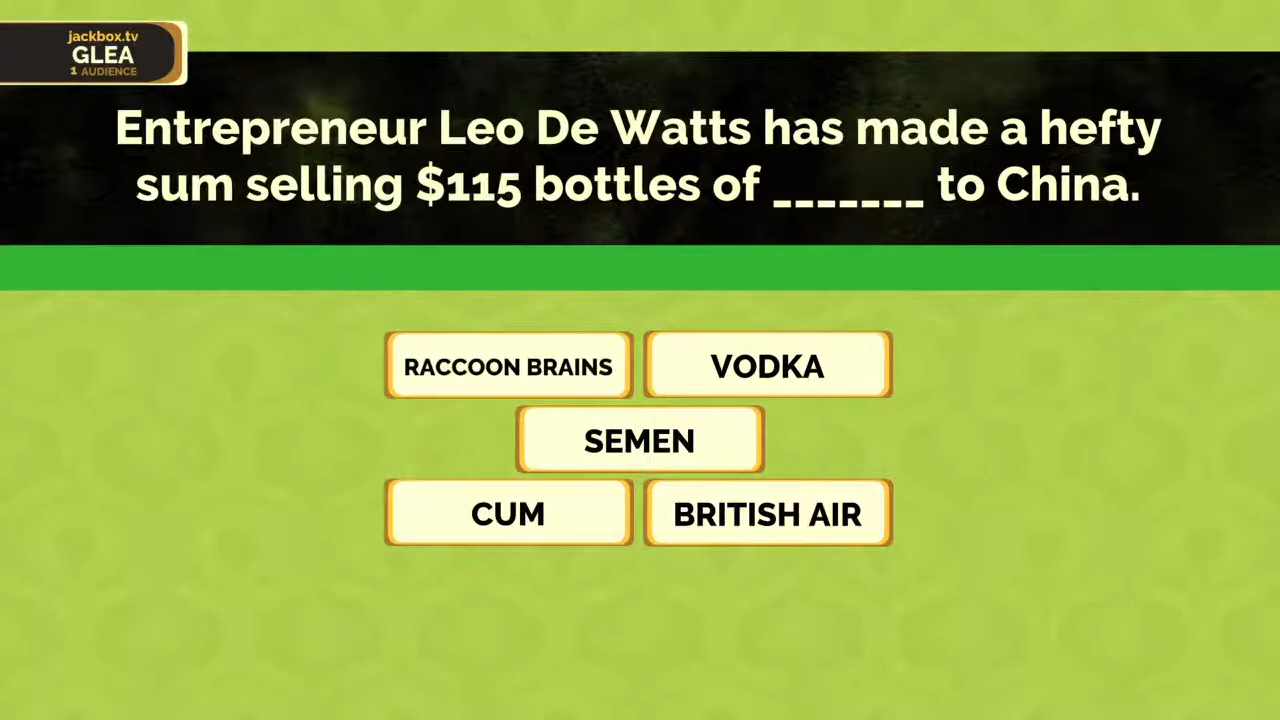 jackbox.tv
GLEA
1 AUDIENCE
Entrepreneur Leo De Watts has made a hefty
sum selling $115 bottles of _______ to China.
RACCOON BRAINS
VODKA
SEMEN
CUM
BRITISH AIR